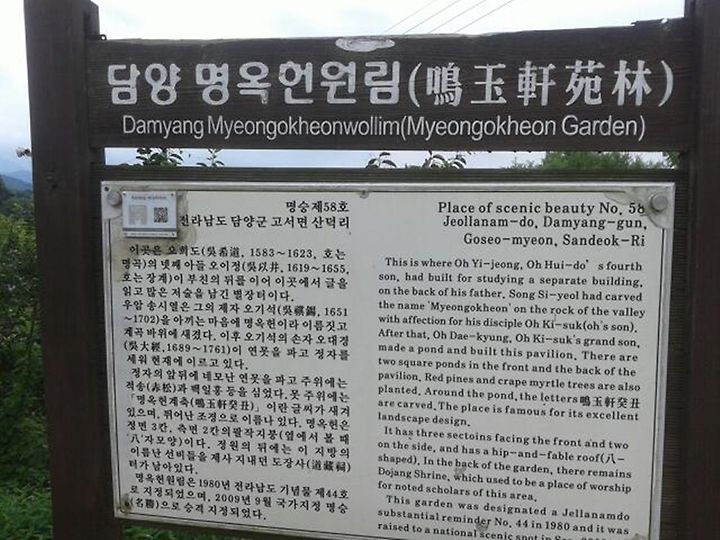 담양 명옥헌원림(鳴玉軒苑林)
Damyang Myeongokheonwollim(Myeongokheon Garden)
명승 제58호
전라남도 담양군 고서면 산덕리
이곳은 오희도(吳希道, 1583~1623, 호는
명곡)의 넷째 아들 오이정(吳以井, 1619~1655,
호는 장계)이 부친의 뒤를 이어 이곳에서 글을
읽고 많은 저술을 남긴 별장터이다.
우암 송시열은 그의 제자 오기석(吳祺錫, 1651
~1702)을 아끼는 마음에 명옥헌이라 이름짓고
계곡 바위에 새겼다. 이후 오기석의 손자 오대경
(吳大經, 1689~1761)이 연못을 파고 정자를
세워 현재에 이르고 있다.
정자의 앞뒤에 네모난 연못을 파고 주위에는
적송(赤松)과 백일홍 등을 심었다. 못 주위에는
「명옥헌계축(鳴玉軒癸丑)」이란 글씨가 새겨
있으며, 뛰어난 조경으로 이름나 있다. 명옥헌은
정면 3칸, 측면 2칸의팔작지붕(옆에서 볼 때
'八'자모양)이다. 정원의 뒤에는 이 지방의
이름난 선비들을 제사 지내던 도장사(道藏祠)
터가 남아있다.
명옥헌원림은 1980년 전라남도 기념물 제44호
로 지정되었으며, 2009년 9월 국가지정 명승
(名勝)으로 승격 지정되었다.
Place of scenic beauty No. 58
Jeollanam-do, Damyang-gun,
Goseo-myeon, Sandeok-Ri
This is where Oh Yi-jeong, Oh Hui-do's fourth
son, had built for studying a separate building,
on the back of his father. Song Si-yeol had carved
the name 'Myeongokheon' on the rock of the valley
with affection for his disciple Oh Ki-suk(oh's son).
After that, Oh Dae-kyung, Oh Ki-suk's grand son,
made a pond and built this pavilion. There are
two square ponds in the front and the back of the
pavilion. Red pines and crape myrtle trees are also
planted. Around the pond, the letters 鳴玉軒癸丑
are carved. The place is famous for its excellent
landscape design.
It has three sectoins facing the front and two
on the side, and has a hip-and-fable roof(八-
shaped). In the back of the garden, there remains
Dojang Shrine, which used to be a place of worship
for noted scholars of this area.
This garden was designated a Jeollanamdo
substantial reminder No. 44 in 1980 and it was
raised to a national scenic spot in